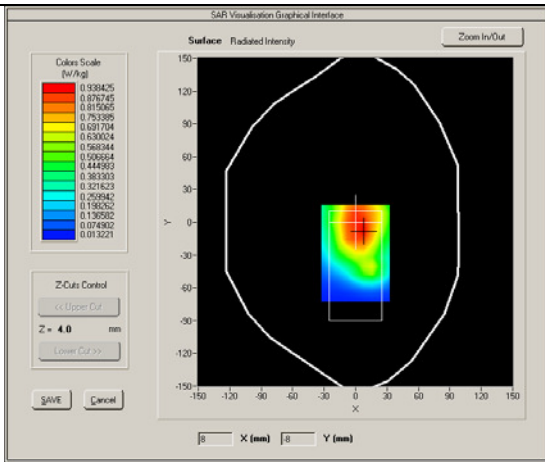 SAR Visualisation Graphical Interface
Surface Radiated Intensity
Zoom In/Out
Colors Scale
(W/kg)
0.938425
0.876745
0.815065
0.753385
0.691704
0.630024
0.568344
0.506664
0.444983
0.383303
0.321623
0.259942
0.198262
0.136582
0.074902
0.013221
Z-Cuts Control
<< Upper Cut
Z = 4.0 mm
Lower Cut >>
SAVE Cancel
150
120
90
60
30
0
-30
-60
-90
-120
-150
Y
-150 -120 -90 -60 -30 0 30 60 90 120 150
X
8 X (mm) -8 Y (mm)